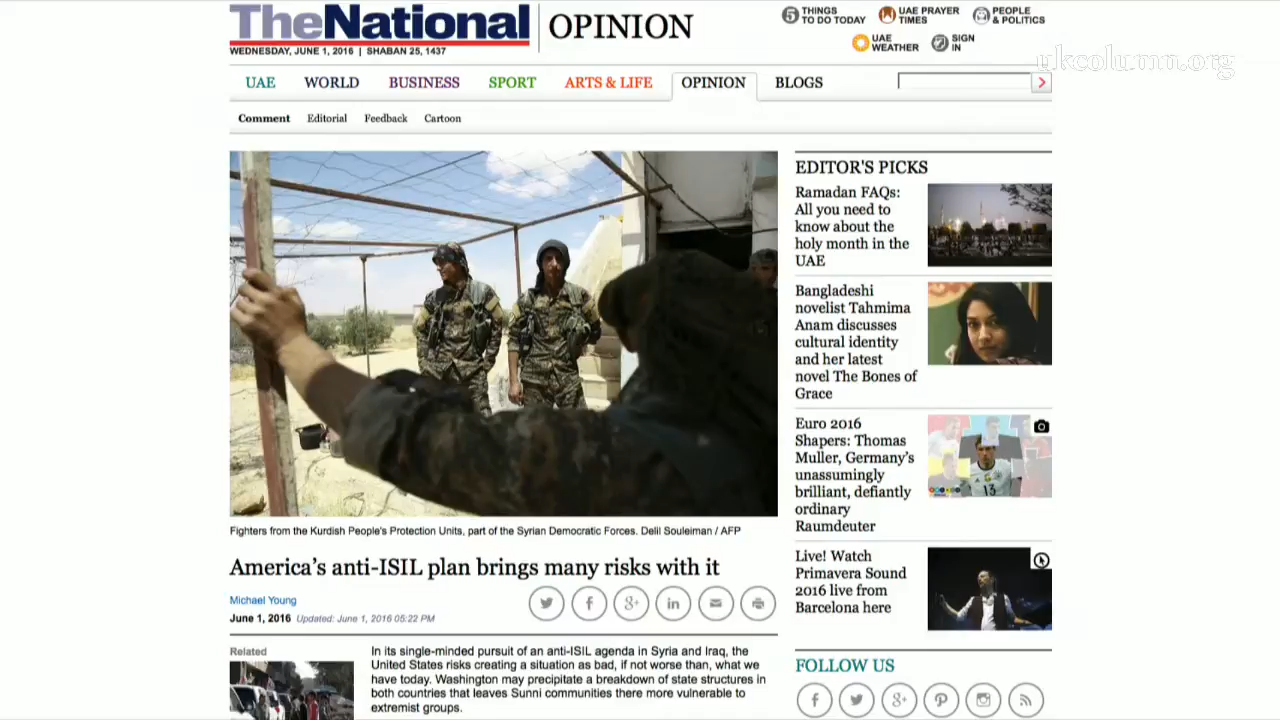 TheNational
OPINION
WEDNESDAY, JUNE 1, 2016 | SHABAN 25, 1437
5 THINGS TO DO TODAY
UAE PRAYER TIMES
PEOPLE & POLITICS
UAE WEATHER
SIGN IN
ukcolumn.org
UAE WORLD BUSINESS SPORT ARTS & LIFE OPINION BLOGS
Comment Editorial Feedback Cartoon
Fighters from the Kurdish People's Protection Units, part of the Syrian Democratic Forces. Delil Souleiman / AFP
America's anti-ISIL plan brings many risks with it
Michael Young
June 1, 2016 Updated: June 1, 2016 05:22 PM
Related
In its single-minded pursuit of an anti-ISIL agenda in Syria and Iraq, the
United States risks creating a situation as bad, if not worse than, what we
have today. Washington may precipitate a breakdown of state structures in
both countries that leaves Sunni communities there more vulnerable to
extremist groups.
EDITOR'S PICKS
Ramadan FAQs:
All you need to
know about the
holy month in the
UAE
Bangladeshi
novelist Tahmima
Anam discusses
cultural identity
and her latest
novel The Bones of
Grace
Euro 2016
Shapers: Thomas
Muller, Germany's
unassumingly
brilliant, defiantly
ordinary
Raumdeuter
13
Live! Watch
Primavera Sound
2016 live from
Barcelona here
FOLLOW US